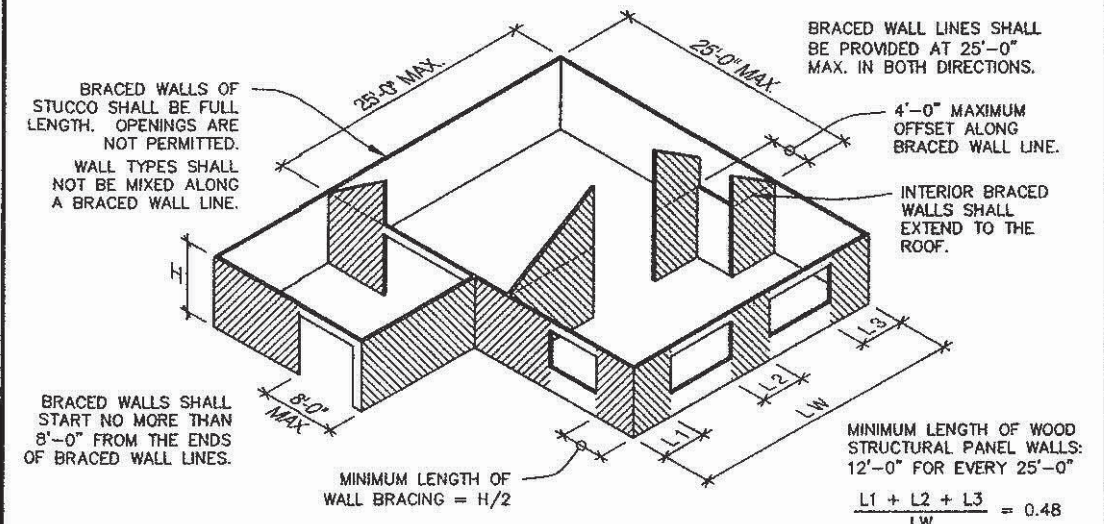 BRACED WALLS OF
STUCCO SHALL BE FULL
LENGTH. OPENINGS ARE
NOT PERMITTED.
WALL TYPES SHALL
NOT BE MIXED ALONG
A BRACED WALL LINE.
25'-0" MAX.
25'-0" MAX.
BRACED WALL LINES SHALL
BE PROVIDED AT 25'-0"
MAX. IN BOTH DIRECTIONS.
4'-0" MAXIMUM
OFFSET ALONG
BRACED WALL LINE.
INTERIOR BRACED
WALLS SHALL
EXTEND TO THE
ROOF.
H
8'-0"
MAX
BRACED WALLS SHALL
START NO MORE THAN
8'-0" FROM THE ENDS
OF BRACED WALL LINES.
MINIMUM LENGTH OF
WALL BRACING = H/2
L1
L2
L3
LW
MINIMUM LENGTH OF WOOD
STRUCTURAL PANEL WALLS:
12'-0" FOR EVERY 25'-0"
L1 + L2 + L3
LW
= 0.48